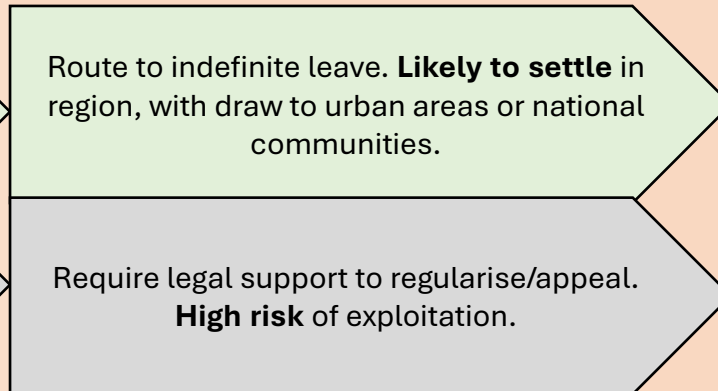 Route to indefinite leave. Likely to settle in
region, with draw to urban areas or national
communities.
Require legal support to regularise/appeal.
High risk of exploitation.